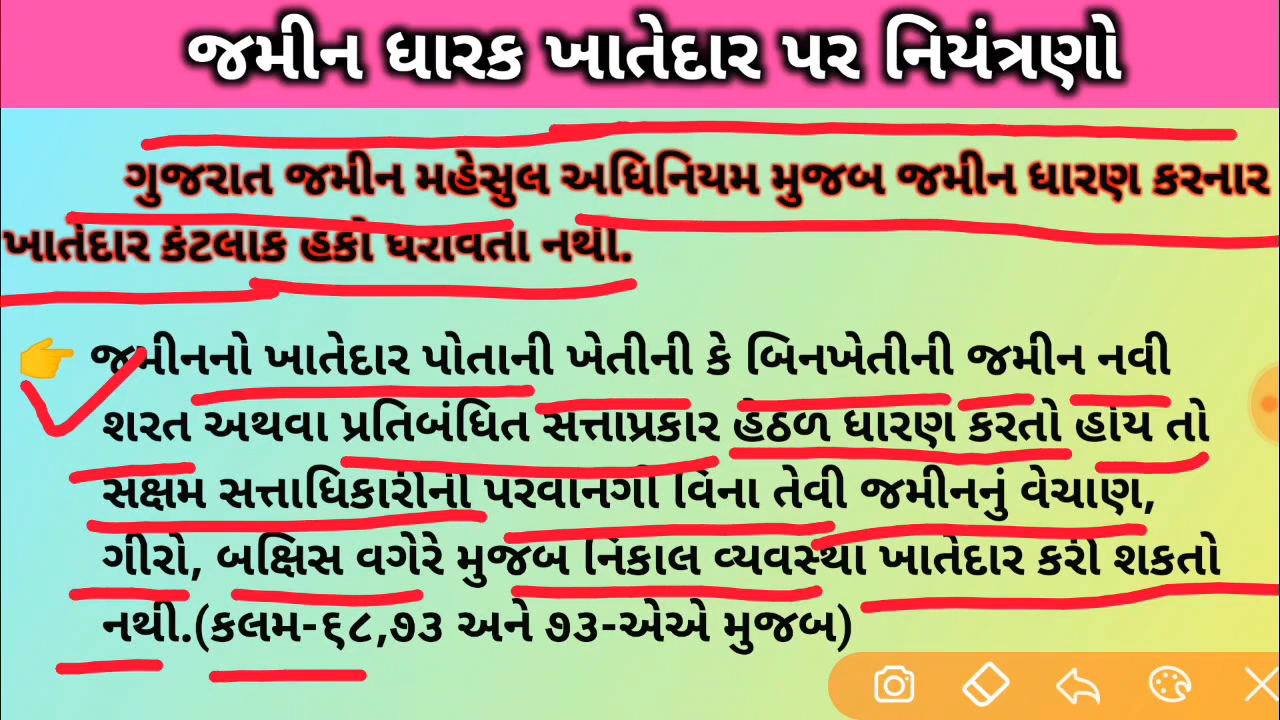 જમીન ધારક ખાતેદાર પર નિયંત્રણો
ગુજરાત જમીન મહેસુલ અધિનિયમ મુજબ જમીન ધારણ કરનાર
ખાતેદાર કેટલાક હકો ધરાવતા નથી.
જમીનનો ખાતેદાર પોતાની ખેતીની કે બિનખેતીની જમીન નવી
શરત અથવા પ્રતિબંધિત સત્તાપ્રકાર હેઠળ ધારણ કરતો હોય તો
સક્ષમ સત્તાધિકારીની પરવાનગી વિના તેવી જમીનનું વેચાણ,
ગીરો, બક્ષિસ વગેરે મુજબ નિકાલ વ્યવસ્થા ખાતેદાર કરી શકતો
નથી.(કલમ-૬૮,૭૩ અને ૭૩-એએ મુજબ)